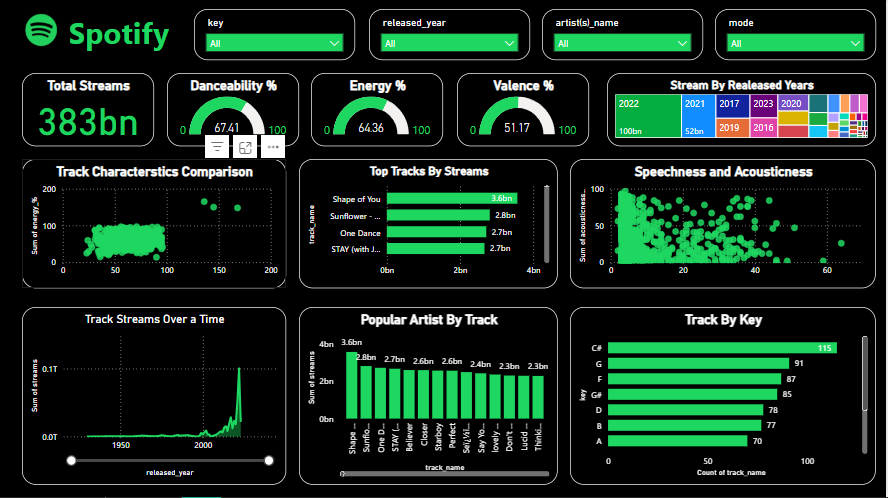 Spotify
key
All
released_year
All
artist(s)_name
All
mode
All
Total Streams
383bn
Danceability %
0
67.41
100
Energy %
0
64.36
100
Valence %
0
51.17
100
Stream By Realeased Years
2022
100bn
2021
52bn
2017
2019
2023
2016
2020
Track Characterstics Comparison
Sum of energy_%
200
100
0
0 50 100 150 200
Top Tracks By Streams
track_name
Shape of You 3.6bn
Sunflower - ... 2.8bn
One Dance 2.7bn
STAY (with J... 2.7bn
0bn 2bn 4bn
Speechness and Acousticness
Sum of acousticness...
100
50
0
0 20 40 60
Track Streams Over a Time
Sum of streams
0.1T
0.0T
1950 2000
released_year
Popular Artist By Track
Sum of streams
4bn
2bn
0bn
3.6bn 2.8bn 2.7bn 2.6bn 2.6bn 2.4bn 2.3bn 2.3bn
Shape ...
Sunflo...
One D...
STAY (...
Believer
Closer
Starboy
Perfect
Say Yo...
lovely ...
Don't ...
Lucid ...
Thinki...
track_name
Track By Key
key
C# 115
G 91
F 87
G# 85
D 78
B 77
A 70
0 50 100
Count of track_name